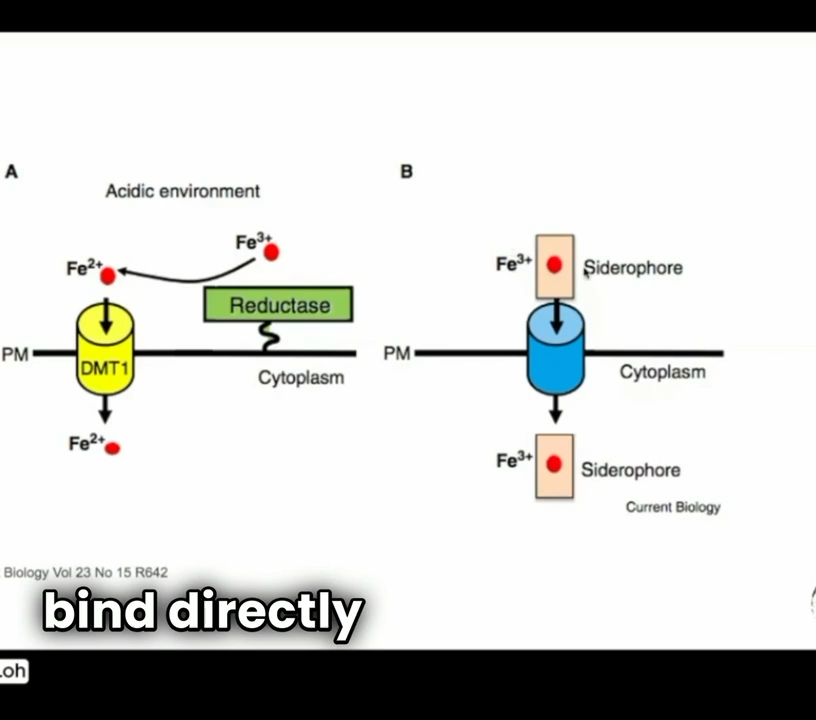 A
Acidic environment
Fe3+
Fe2+
Reductase
PM
DMT1
Cytoplasm
Fe2+
B
Fe3+
Siderophore
PM
Cytoplasm
Fe3+
Siderophore
Current Biology
Biology Vol 23 No 15 R642
bind directly
.oh